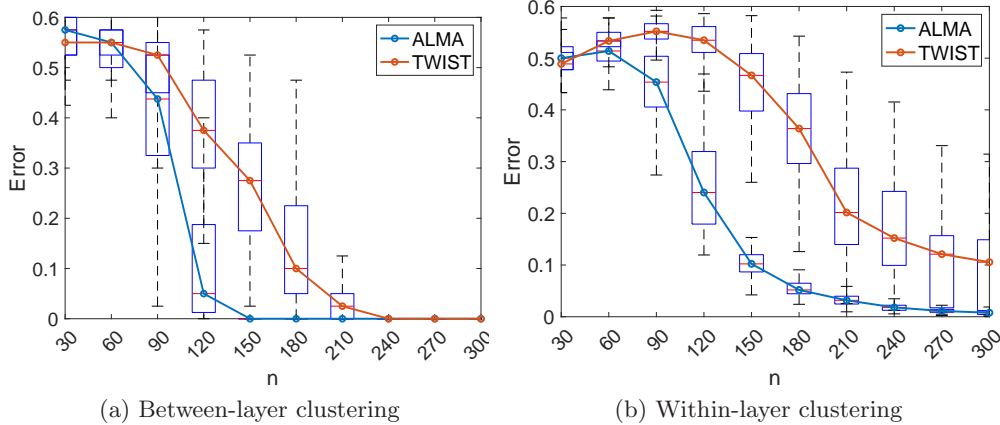 0.6
0.5
0.4
0.3
0.2
0.1
0
Error
30 60 90 120 150 180 210 240 270 300
n
ALMA
TWIST
(a) Between-layer clustering
0.6
0.5
0.4
0.3
0.2
0.1
0
Error
30 60 90 120 150 180 210 240 270 300
n
ALMA
TWIST
(b) Within-layer clustering